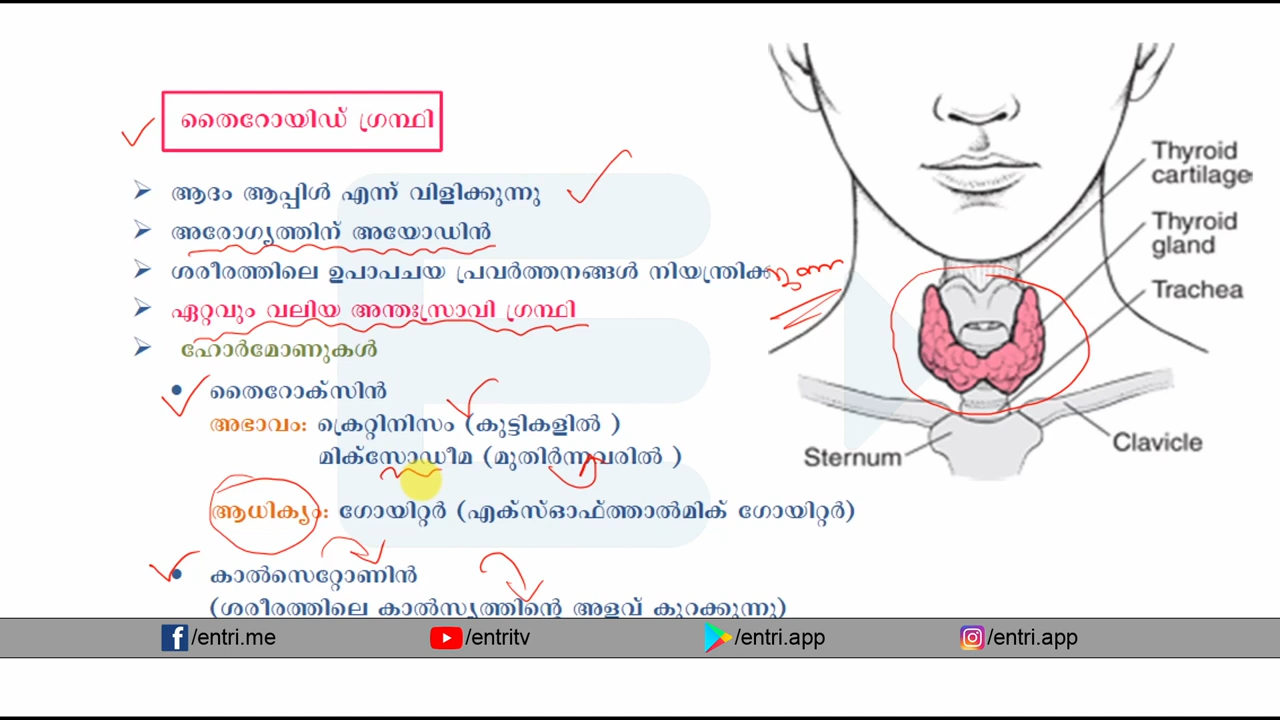 തൈറോയിഡ് ഗ്രന്ഥി
ആദം ആപ്പിൾ എന്ന് വിളിക്കുന്നു
അരോഗ്യത്തിന് അയോഡിൻ
ശരീരത്തിലെ ഉപാപചയ പ്രവർത്തനങ്ങൾ നിയന്ത്രിക്കുന്നു
ഏറ്റവും വലിയ അന്തഃസ്രാവി ഗ്രന്ഥി
ഹോർമോണുകൾ
തൈറോക്സിൻ
അഭാവം: ക്രെറ്റിനിസം (കുട്ടികളിൽ )
മിക്സോഡീമ (മുതിർന്നവരിൽ )
ആധിക്യം: ഗോയിറ്റർ (എക്സ്ഓഫ്ത്താൽമിക് ഗോയിറ്റർ)
കാൽസെറ്റോണിൻ
(ശരീരത്തിലെ കാൽസ്യത്തിന്റെ അളവ് കുറക്കുന്നു)
Thyroid
cartilage
Thyroid
gland
Trachea
Clavicle
Sternum
/entri.me
/entritv
/entri.app
/entri.app